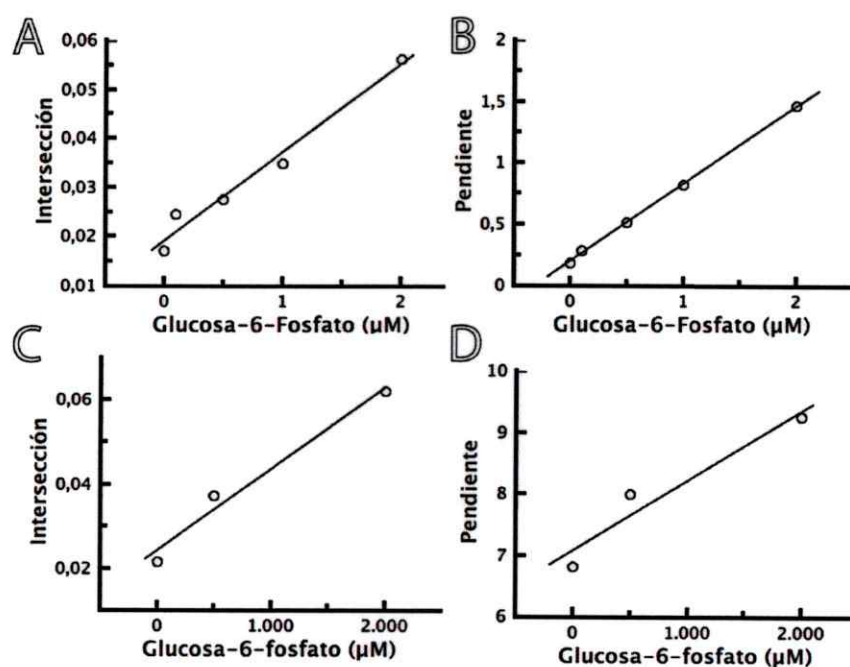 A
0,06
0,05
0,04
0,03
0,02
0,01
Intersección
0
1
2
Glucosa-6-Fosfato (μM)
B
2
1,5
1
0,5
0
Pendiente
0
1
2
Glucosa-6-Fosfato (μM)
C
0,06
0,04
0,02
Intersección
0
1.000
2.000
Glucosa-6-fosfato (μM)
D
10
9
8
7
6
Pendiente
0
1.000
2.000
Glucosa-6-fosfato (μM)